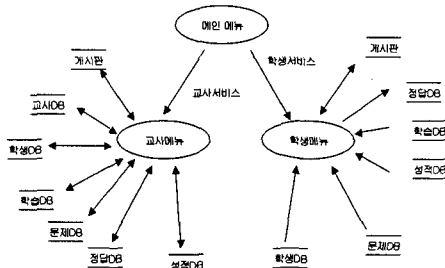 메인 메뉴
게시판
게시판
학생서비스
교사서비스
교사DB
정답DB
학생DB
교사메뉴
학생메뉴
학습DB
성적DB
학습DB
문제DB
정답DB
성적DB
학생DB
문제DB